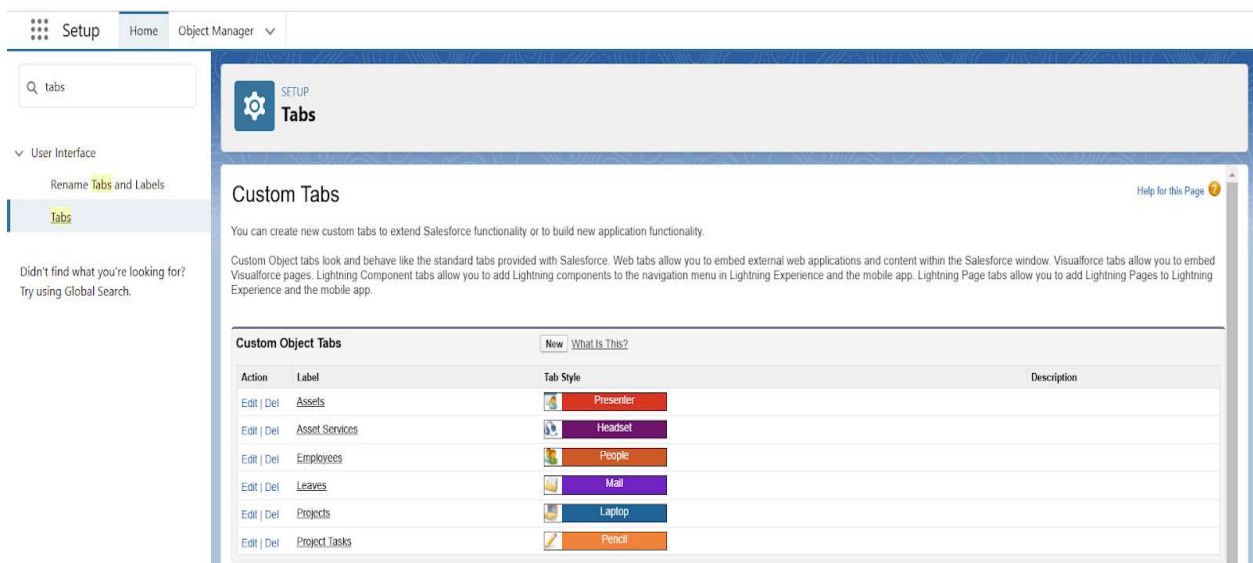 Setup Home Object Manager
tabs
User Interface
Rename Tabs and Labels
Tabs
Didn't find what you're looking for?
Try using Global Search.
SETUP
Tabs
Custom Tabs
Help for this Page
You can create new custom tabs to extend Salesforce functionality or to build new application functionality.
Custom Object tabs look and behave like the standard tabs provided with Salesforce. Web tabs allow you to embed external web applications and content within the Salesforce window. Visualforce tabs allow you to embed
Visualforce pages. Lightning Component tabs allow you to add Lightning components to the navigation menu in Lightning Experience and the mobile app. Lightning Page tabs allow you to add Lightning Pages to Lightning
Experience and the mobile app.
Custom Object Tabs New What Is This?
Action Label Tab Style Description
Edit | Del Assets Presenter
Edit | Del Asset Services Headset
Edit | Del Employees People
Edit | Del Leaves Mail
Edit | Del Projects Laptop
Edit | Del Project Tasks Pencil